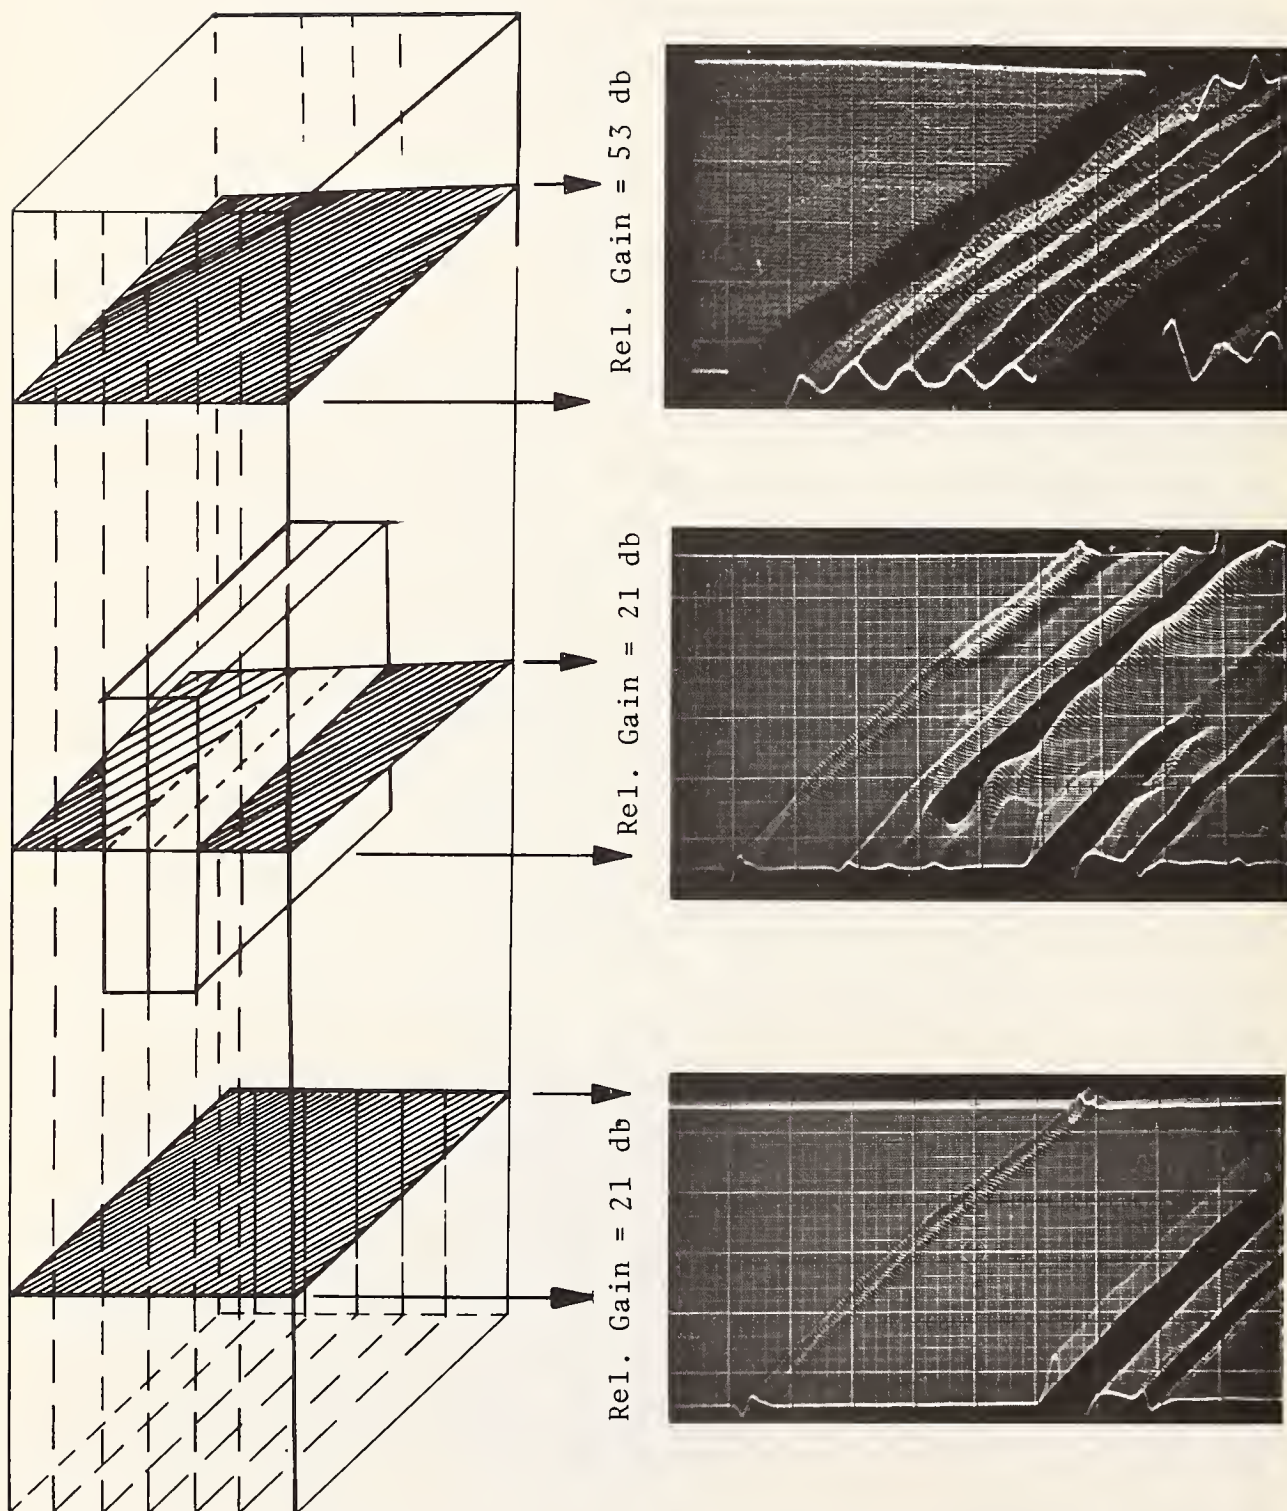 Rel. Gain = 53 db
Rel. Gain = 21 db
Rel. Gain = 21 db